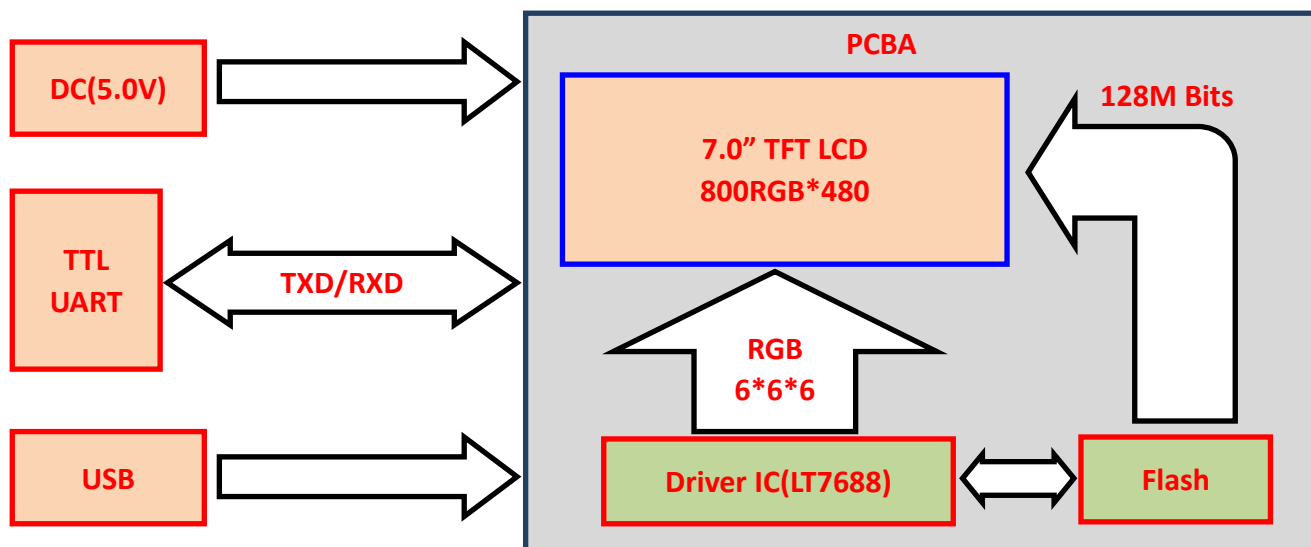 PCBA
DC(5.0V)
128M Bits
7.0” TFT LCD
800RGB*480
TTL
UART
TXD/RXD
RGB
6*6*6
USB
Driver IC(LT7688)
Flash